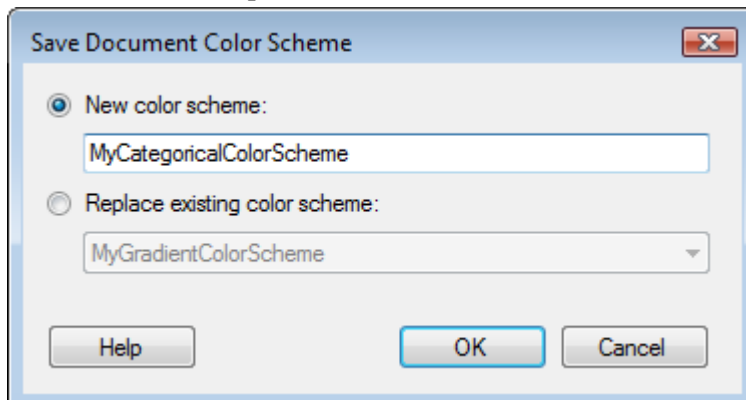 Save Document Color Scheme
New color scheme:
MyCategoricalColorScheme
Replace existing color scheme:
MyGradientColorScheme
Help OK Cancel